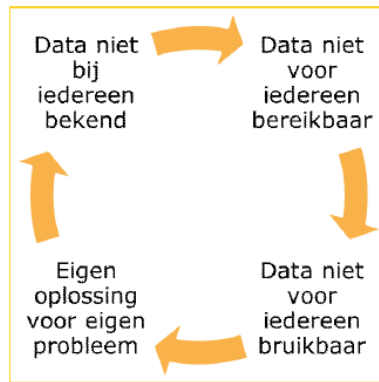 Data niet
bij
iedereen
bekend
Data niet
voor
iedereen
bereikbaar
Data niet
voor
iedereen
bruikbaar
Eigen
oplossing
voor eigen
probleem